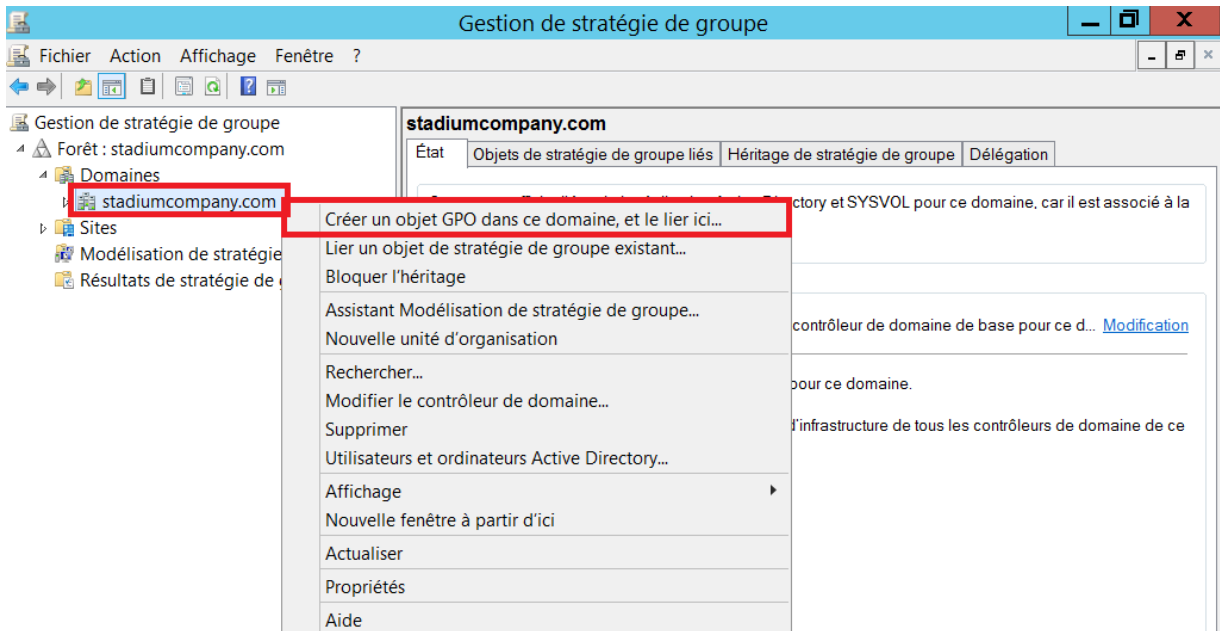 Gestion de stratégie de groupe
Fichier Action Affichage Fenêtre ?
Gestion de stratégie de groupe
Forêt : stadiumcompany.com
Domaines
stadiumcompany.com
Sites
Modélisation de stratégie
Résultats de stratégie de
stadiumcompany.com
État Objets de stratégie de groupe liés Héritage de stratégie de groupe Délégation
ctory et SYSVOL pour ce domaine, car il est associé à la
contrôleur de domaine de base pour ce d... Modification
pour ce domaine.
d'infrastructure de tous les contrôleurs de domaine de ce
Créer un objet GPO dans ce domaine, et le lier ici...
Lier un objet de stratégie de groupe existant...
Bloquer l'héritage
Assistant Modélisation de stratégie de groupe...
Nouvelle unité d'organisation
Rechercher...
Modifier le contrôleur de domaine...
Supprimer
Utilisateurs et ordinateurs Active Directory...
Affichage
Nouvelle fenêtre à partir d'ici
Actualiser
Propriétés
Aide